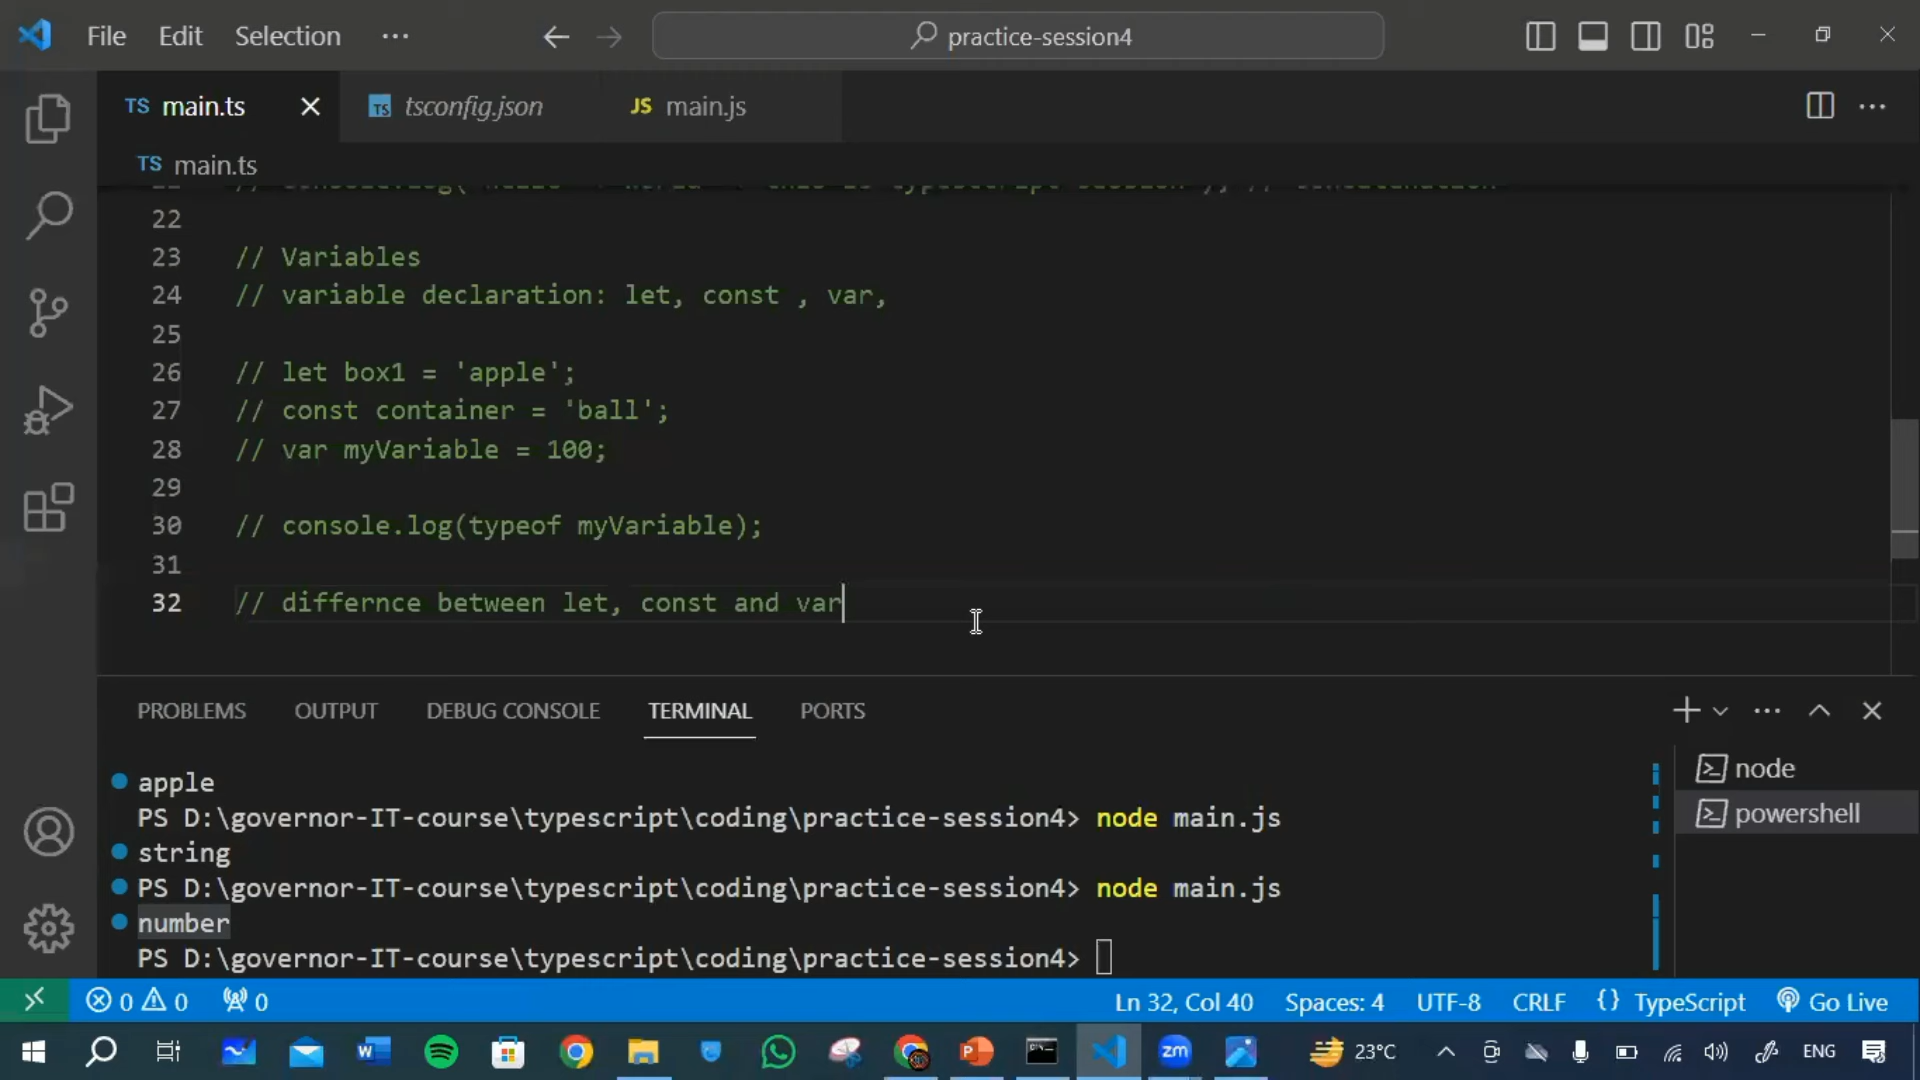 File Edit Selection ··· practice-session4
TS main.ts tsconfig.json JS main.js
TS main.ts
22
23 // Variables
24 // variable declaration: let, const , var,
25
26 // let box1 = 'apple';
27 // const container = 'ball';
28 // var myVariable = 100;
29
30 // console.log(typeof myVariable);
31
32 // differnce between let, const and var
PROBLEMS OUTPUT DEBUG CONSOLE TERMINAL PORTS
apple
PS D:\governor-IT-course\typescript\coding\practice-session4> node main.js
string
PS D:\governor-IT-course\typescript\coding\practice-session4> node main.js
number
PS D:\governor-IT-course\typescript\coding\practice-session4>
node
powershell
0 0 0 Ln 32, Col 40 Spaces: 4 UTF-8 CRLF {} TypeScript Go Live
zm 23°C ENG